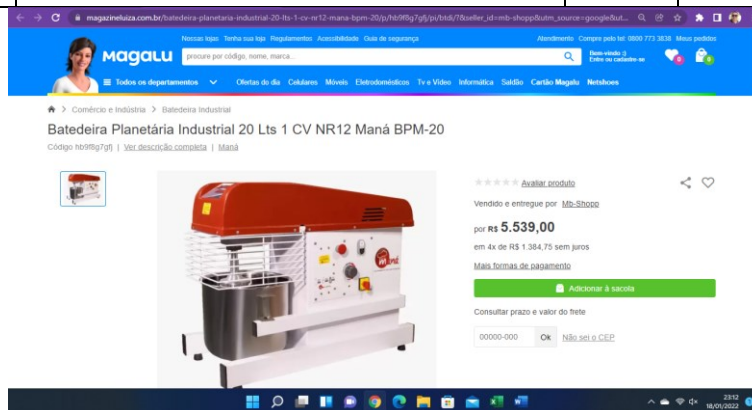 magazineluiza.com.br/batedeira-planetaria-industrial-20-lts-1-cv-nr12-mana-bpm-20/p/hb9f8g7gfj/pi/btdi/?&seller_id=mb-shopp&utm_source=google&ut...
Nossas lojas Tenha sua loja Regulamentos Acessibilidade Guia de segurança Atendimento Compre pelo tel: 0800 773 3838 Meus pedidos
Magalu
procure por código, nome, marca...
Bem-vindo :)
Entre ou cadastre-se
0 0
Todos os departamentos Ofertas do dia Celulares Móveis Eletrodomésticos Tv e Vídeo Informática Saldão Cartão Magalu Netshoes
Comércio e Indústria > Batedeira Industrial
Batedeira Planetária Industrial 20 Lts 1 CV NR12 Maná BPM-20
Código hb9f8g7gfj | Ver descrição completa | Maná
Avaliar produto
Vendido e entregue por Mb-Shopp
por R$ 5.539,00
em 4x de R$ 1.384,75 sem juros
Mais formas de pagamento
Adicionar à sacola
Consultar prazo e valor do frete
00000-000 Ok Não sei o CEP
23:12
18/01/2022